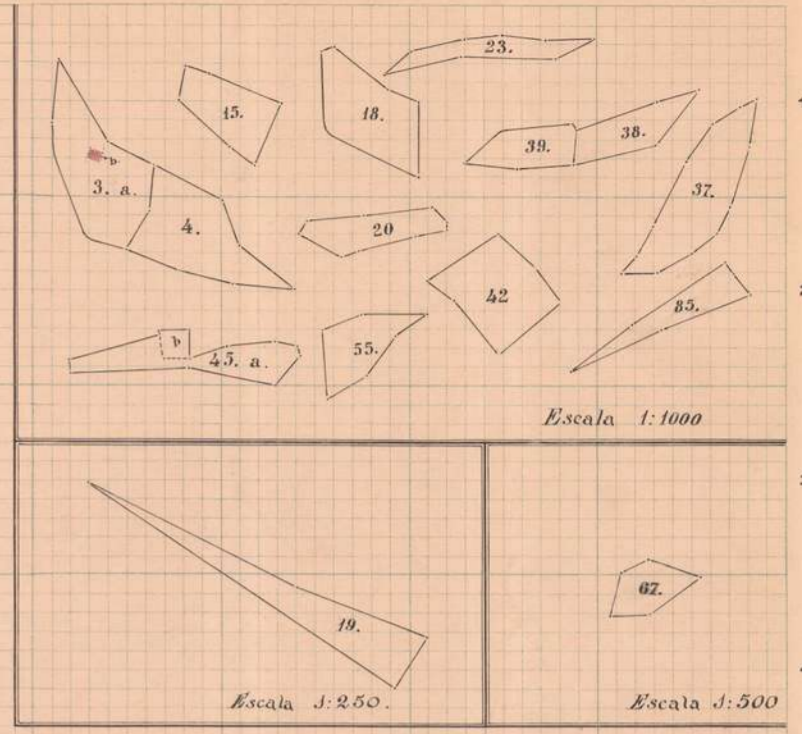 23.
15.
18.
39.
38.
b.
3. a.
37.
4.
20
42
85.
b
45. a.
55.
Escala 1:1000
67.
19.
Escala 1:250.
Escala 1:500